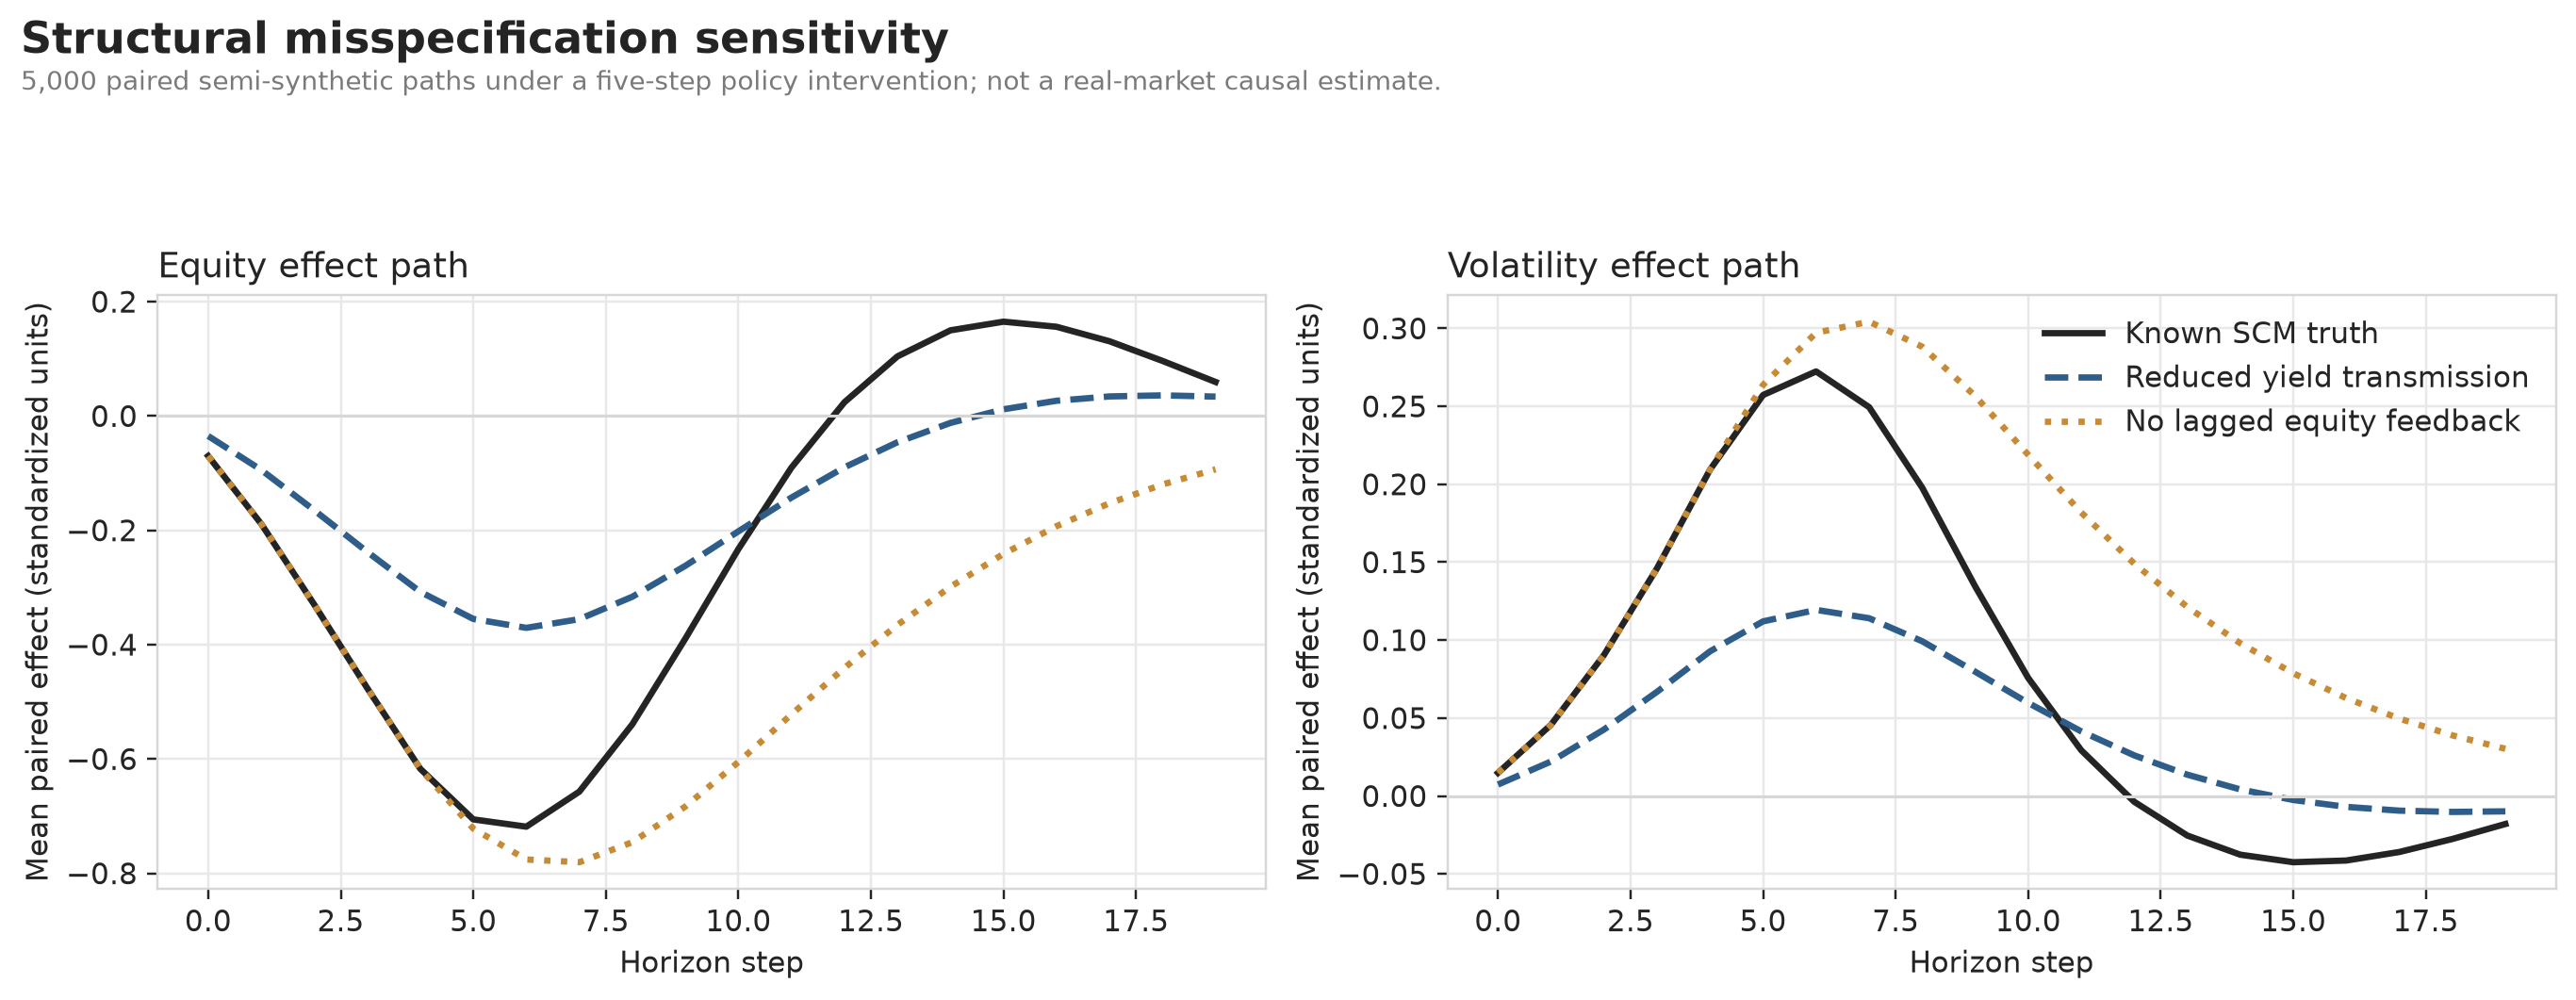 Structural misspecification sensitivity
5,000 paired semi-synthetic paths under a five-step policy intervention; not a real-market causal estimate.
Equity effect path
Mean paired effect (standardized units)
0.2
0.0
−0.2
−0.4
−0.6
−0.8
0.0 2.5 5.0 7.5 10.0 12.5 15.0 17.5
Horizon step
Volatility effect path
Mean paired effect (standardized units)
0.30
0.25
0.20
0.15
0.10
0.05
0.00
−0.05
Known SCM truth
Reduced yield transmission
No lagged equity feedback
0.0 2.5 5.0 7.5 10.0 12.5 15.0 17.5
Horizon step